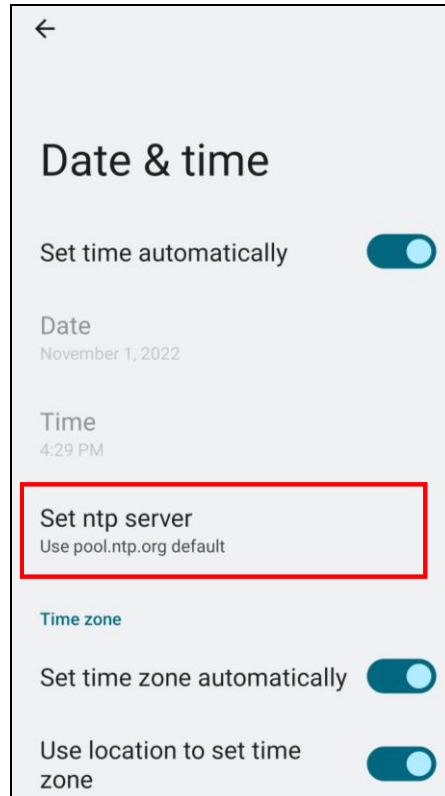 Date & time
Set time automatically
Date
November 1, 2022
Time
4:29 PM
Set ntp server
Use pool.ntp.org default
Time zone
Set time zone automatically
Use location to set time
zone